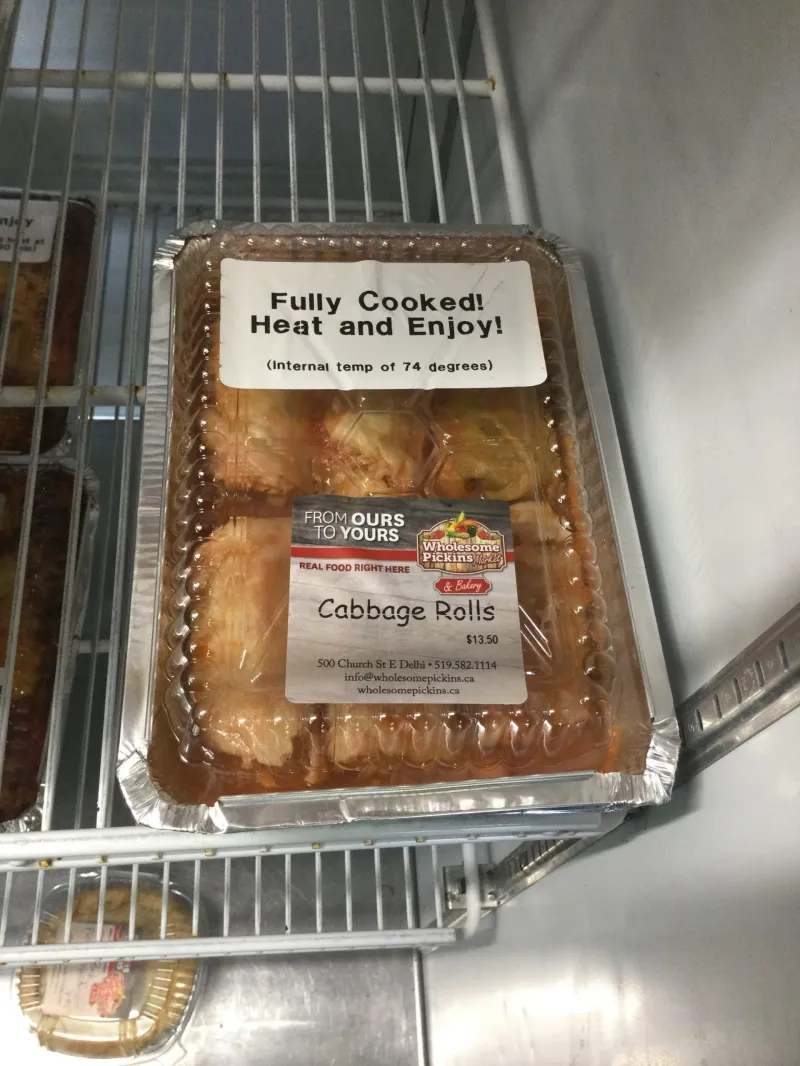 Fully Cooked!
Heat and Enjoy!
(Internal temp of 74 degrees)
FROM OURS
TO YOURS
REAL FOOD RIGHT HERE
Wholesome
Pickins Market
& Bakery
Cabbage Rolls
$13.50
500 Church St E Delhi • 519.582.1114
info@wholesomepickins.ca
wholesomepickins.ca